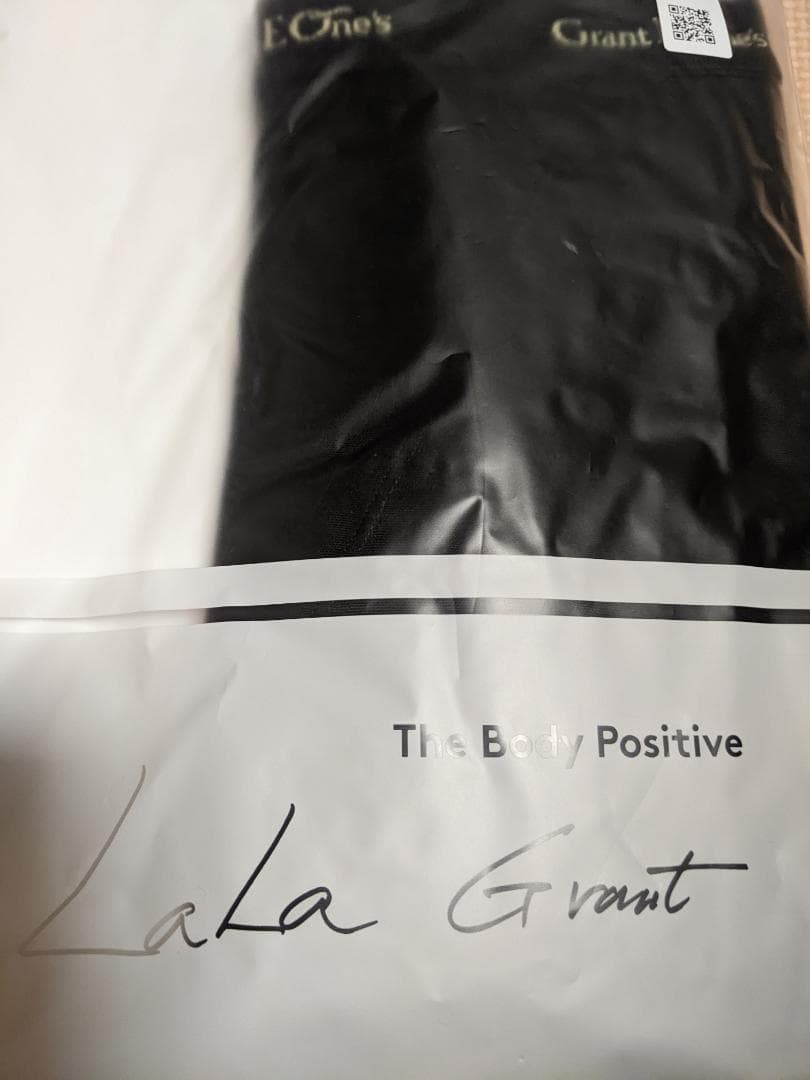 E One's Grant
The Body Positive
LaLa Grant